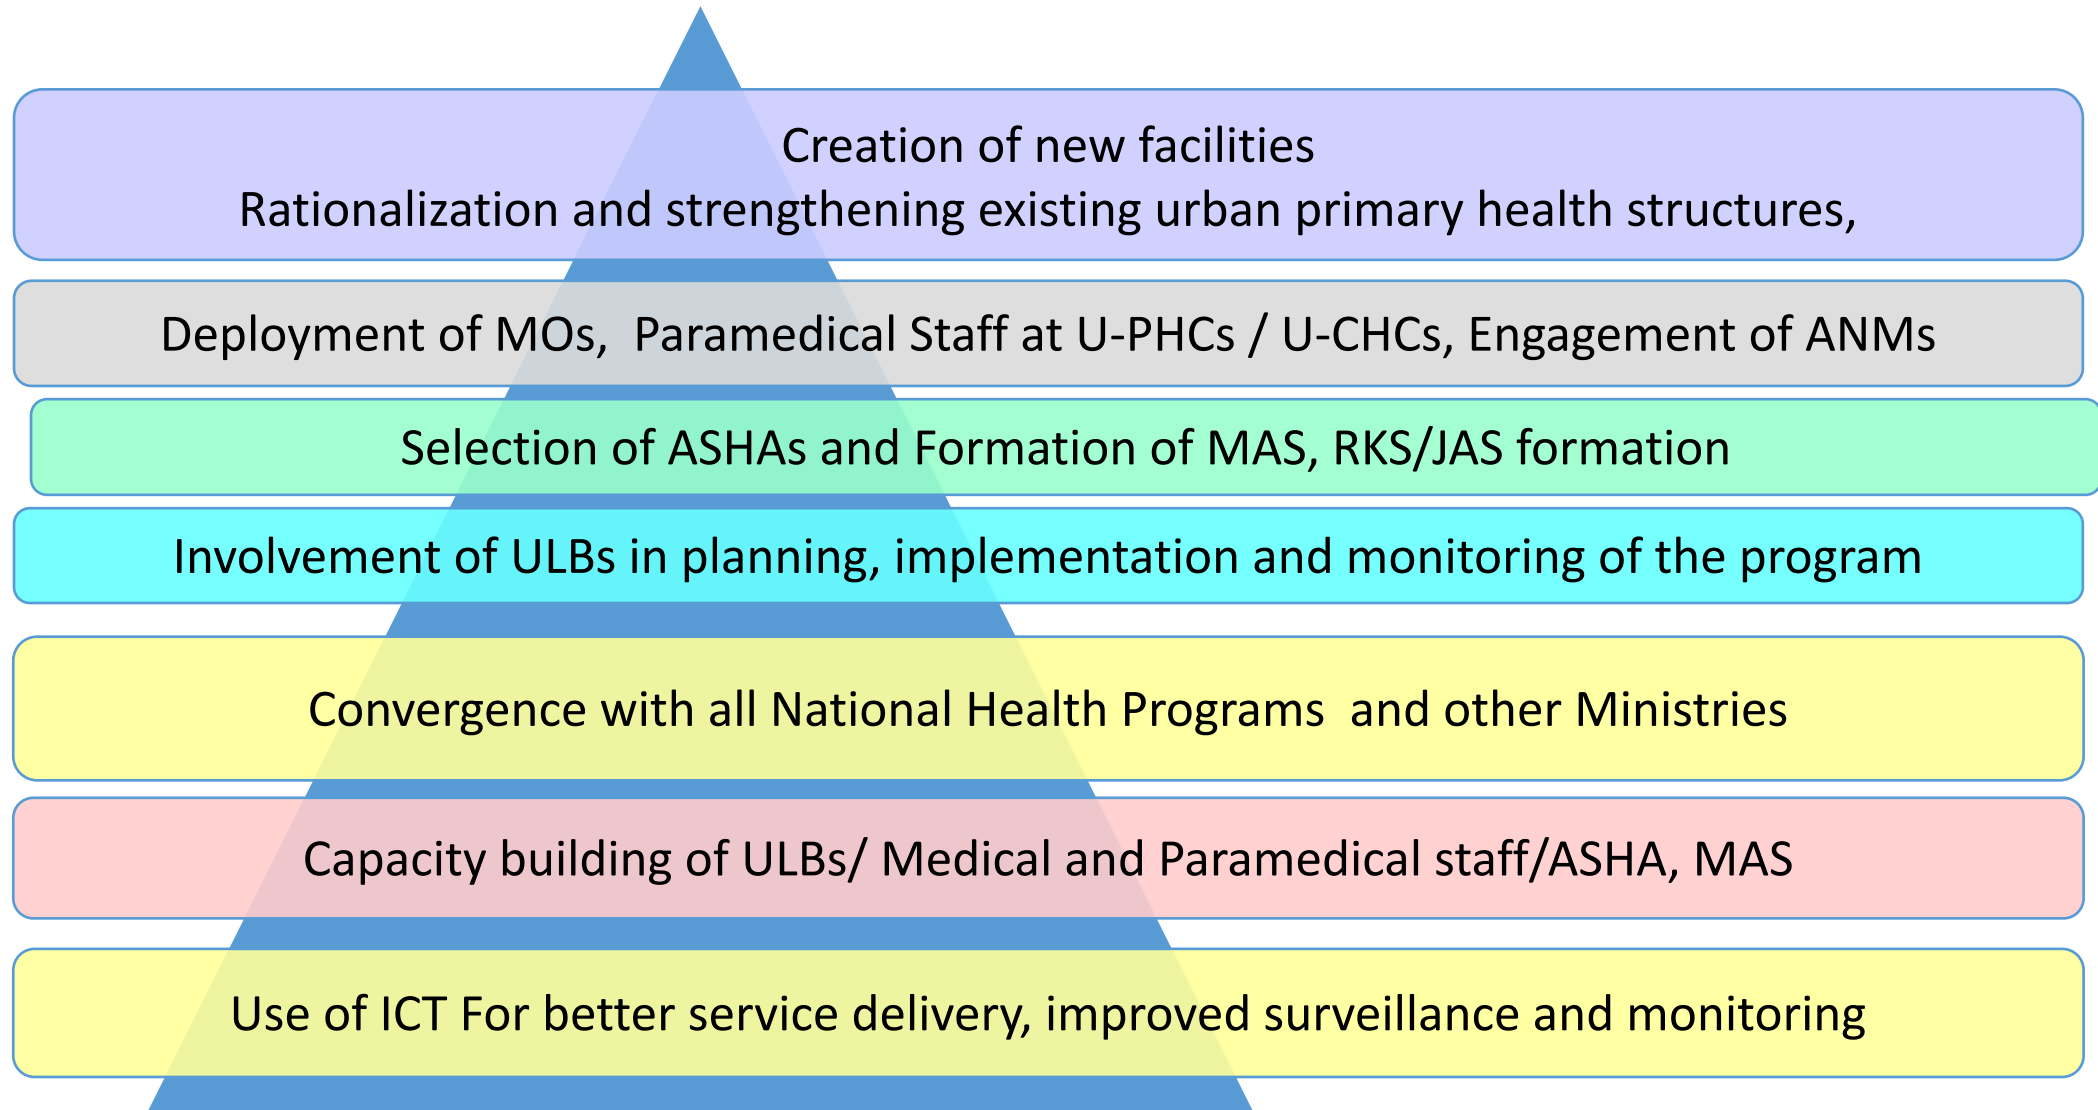 Creation of new facilities
Rationalization and strengthening existing urban primary health structures,
Deployment of MOs,  Paramedical Staff at U-PHCs / U-CHCs, Engagement of ANMs
Selection of ASHAs and Formation of MAS, RKS/JAS formation
Involvement of ULBs in planning, implementation and monitoring of the program
Convergence with all National Health Programs  and other Ministries
Capacity building of ULBs/ Medical and Paramedical staff/ASHA, MAS
Use of ICT For better service delivery, improved surveillance and monitoring